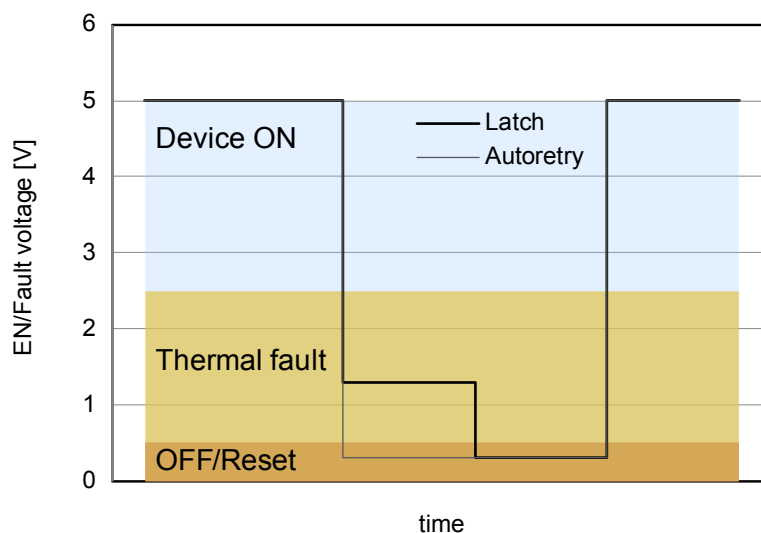 6
5
4
3
2
1
0
EN/Fault voltage [V]
Device ON
Latch
Autoretry
Thermal fault
OFF/Reset
time